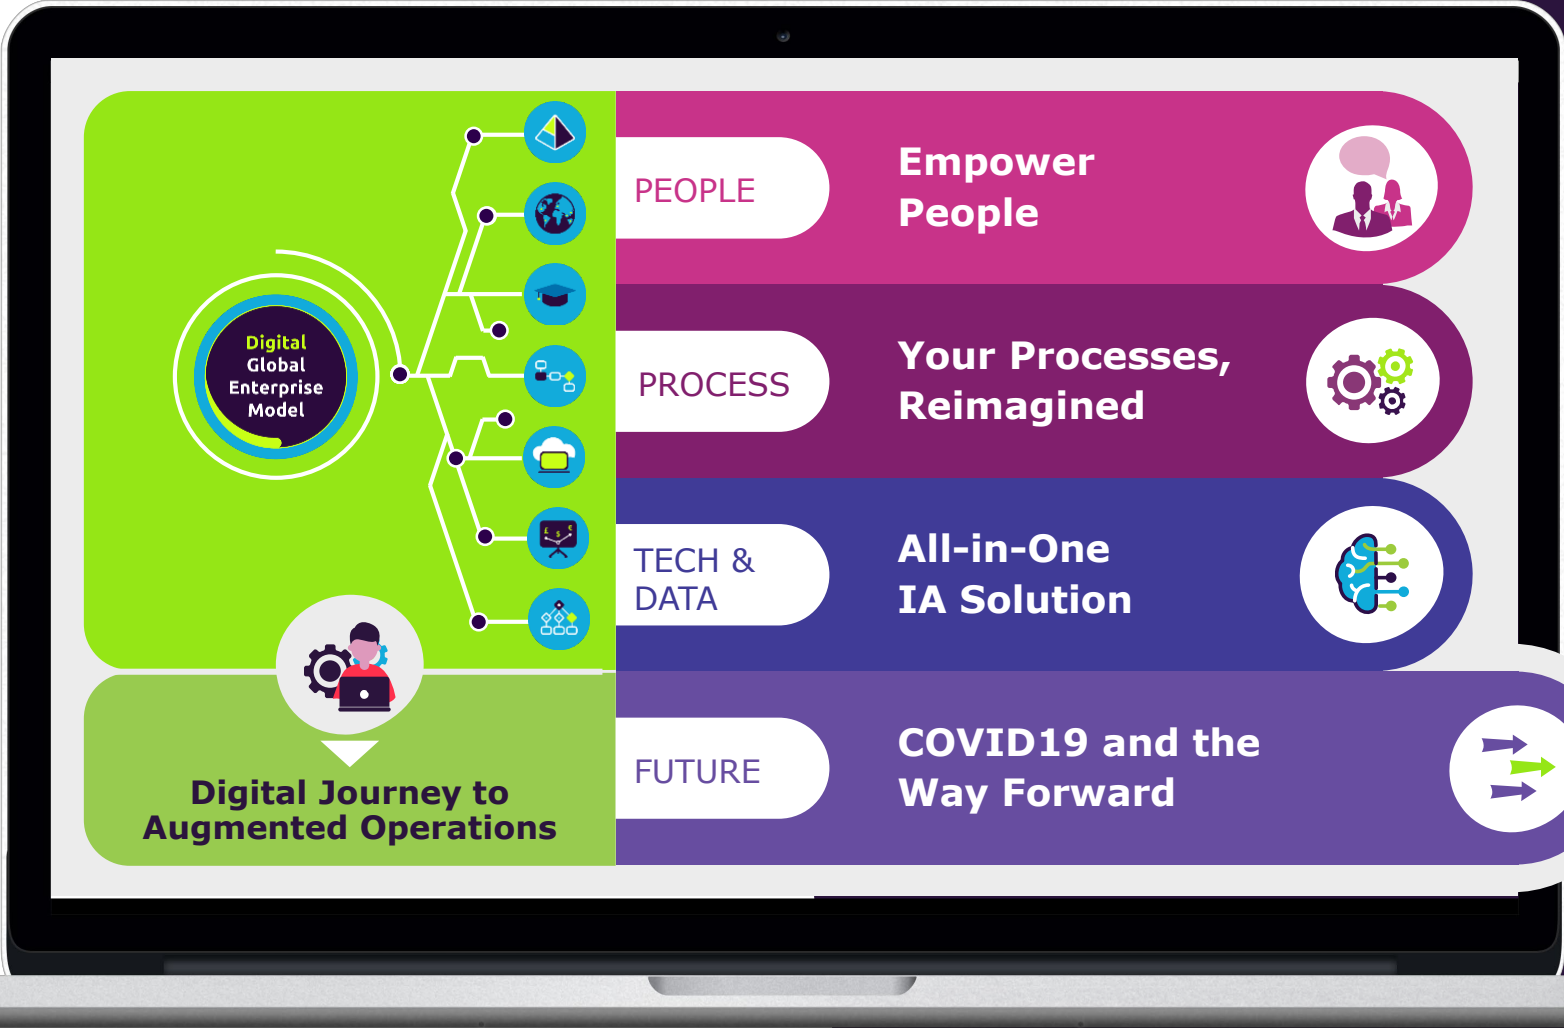 Digital
Global
Enterprise
Model
Digital Journey to
Augmented Operations
PEOPLE
Empower
People
PROCESS
Your Processes,
Reimagined
TECH &
DATA
All-in-One
IA Solution
FUTURE
COVID19 and the
Way Forward
£ $ €